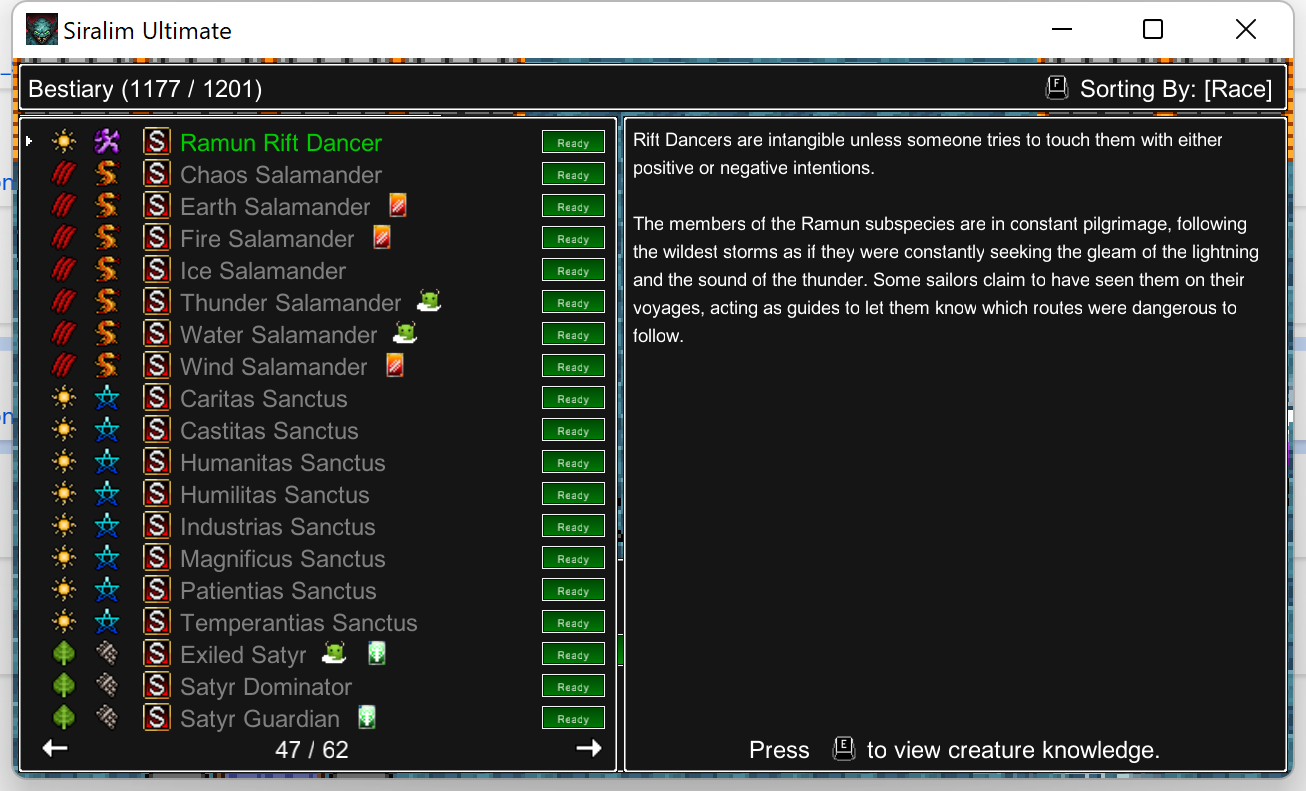 Siralim Ultimate
Bestiary (1177 / 1201)
F Sorting By: [Race]
S Ramun Rift Dancer Ready
S Chaos Salamander Ready
S Earth Salamander Ready
S Fire Salamander Ready
S Ice Salamander Ready
S Thunder Salamander Ready
S Water Salamander Ready
S Wind Salamander Ready
S Caritas Sanctus Ready
S Castitas Sanctus Ready
S Humanitas Sanctus Ready
S Humilitas Sanctus Ready
S Industrias Sanctus Ready
S Magnificus Sanctus Ready
S Patientias Sanctus Ready
S Temperantias Sanctus Ready
S Exiled Satyr Ready
S Satyr Dominator Ready
S Satyr Guardian Ready
47 / 62
Rift Dancers are intangible unless someone tries to touch them with either
positive or negative intentions.
The members of the Ramun subspecies are in constant pilgrimage, following
the wildest storms as if they were constantly seeking the gleam of the lightning
and the sound of the thunder. Some sailors claim to have seen them on their
voyages, acting as guides to let them know which routes were dangerous to
follow.
Press E to view creature knowledge.